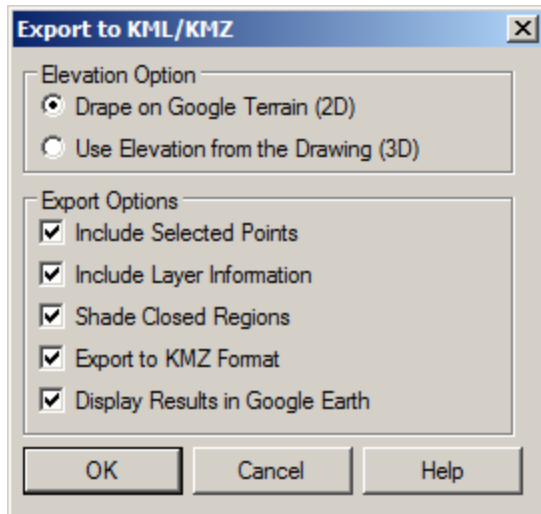 Export to KML/KMZ
Elevation Option
Drape on Google Terrain (2D)
Use Elevation from the Drawing (3D)
Export Options
Include Selected Points
Include Layer Information
Shade Closed Regions
Export to KMZ Format
Display Results in Google Earth
OK Cancel Help